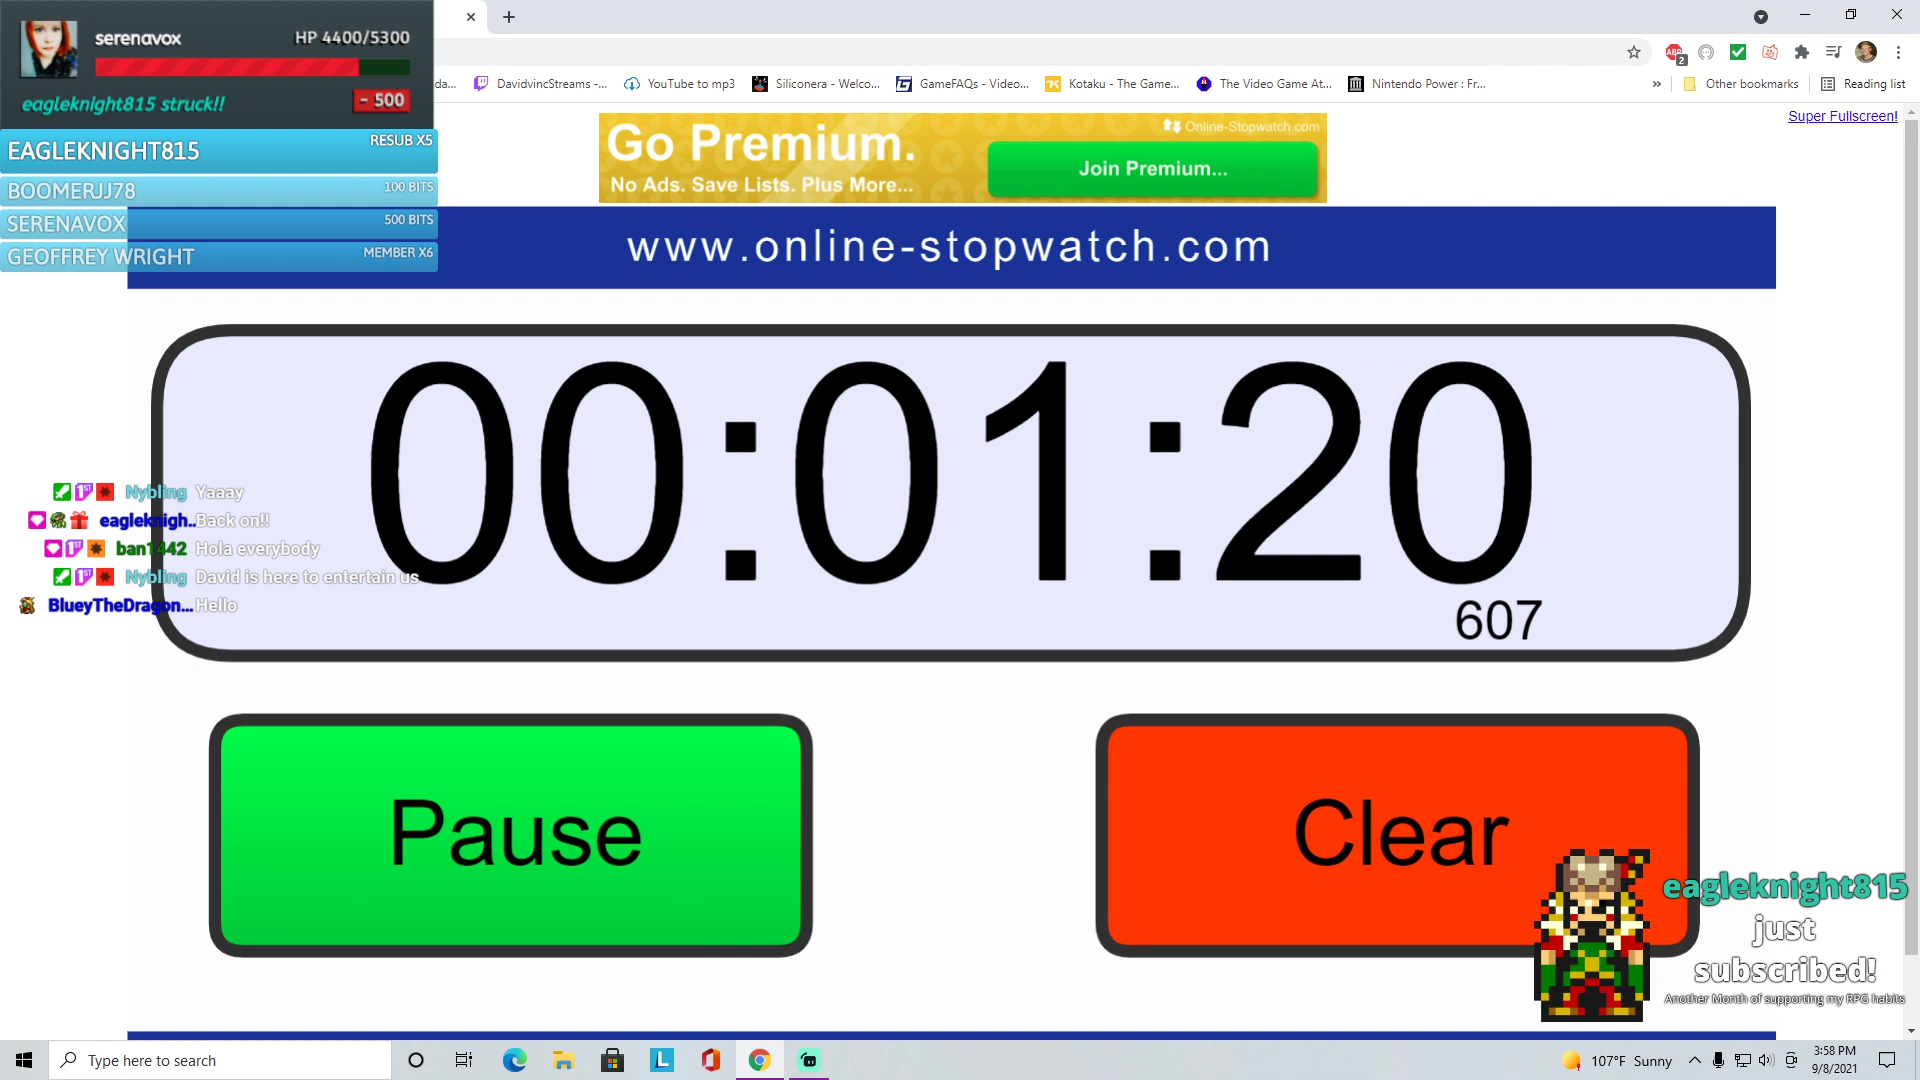 serenavox
HP 4400/5300
eagleknight815 struck!!
- 500
EAGLEKNIGHT815
RESUB X5
BOOMERJJ78
100 BITS
SERENAVOX
500 BITS
GEOFFREY WRIGHT
MEMBER X6
da...
DavidvincStreams -...
YouTube to mp3
Siliconera - Welco...
GameFAQs - Video...
Kotaku - The Game...
The Video Game At...
Nintendo Power : Fr...
»
Other bookmarks
Reading list
ABP
2
Super Fullscreen!
Go Premium.
No Ads. Save Lists. Plus More...
Online-Stopwatch.com
Join Premium...
www.online-stopwatch.com
00:01:20
607
Nybling Yaaay
eagleknigh.. Back on!!
ban1442 Hola everybody
Nybling David is here to entertain us
BlueyTheDragon... Hello
Pause
Clear
eagleknight815
just
subscribed!
Another Month of supporting my RPG habits
Type here to search
L
107°F Sunny
3:58 PM
9/8/2021